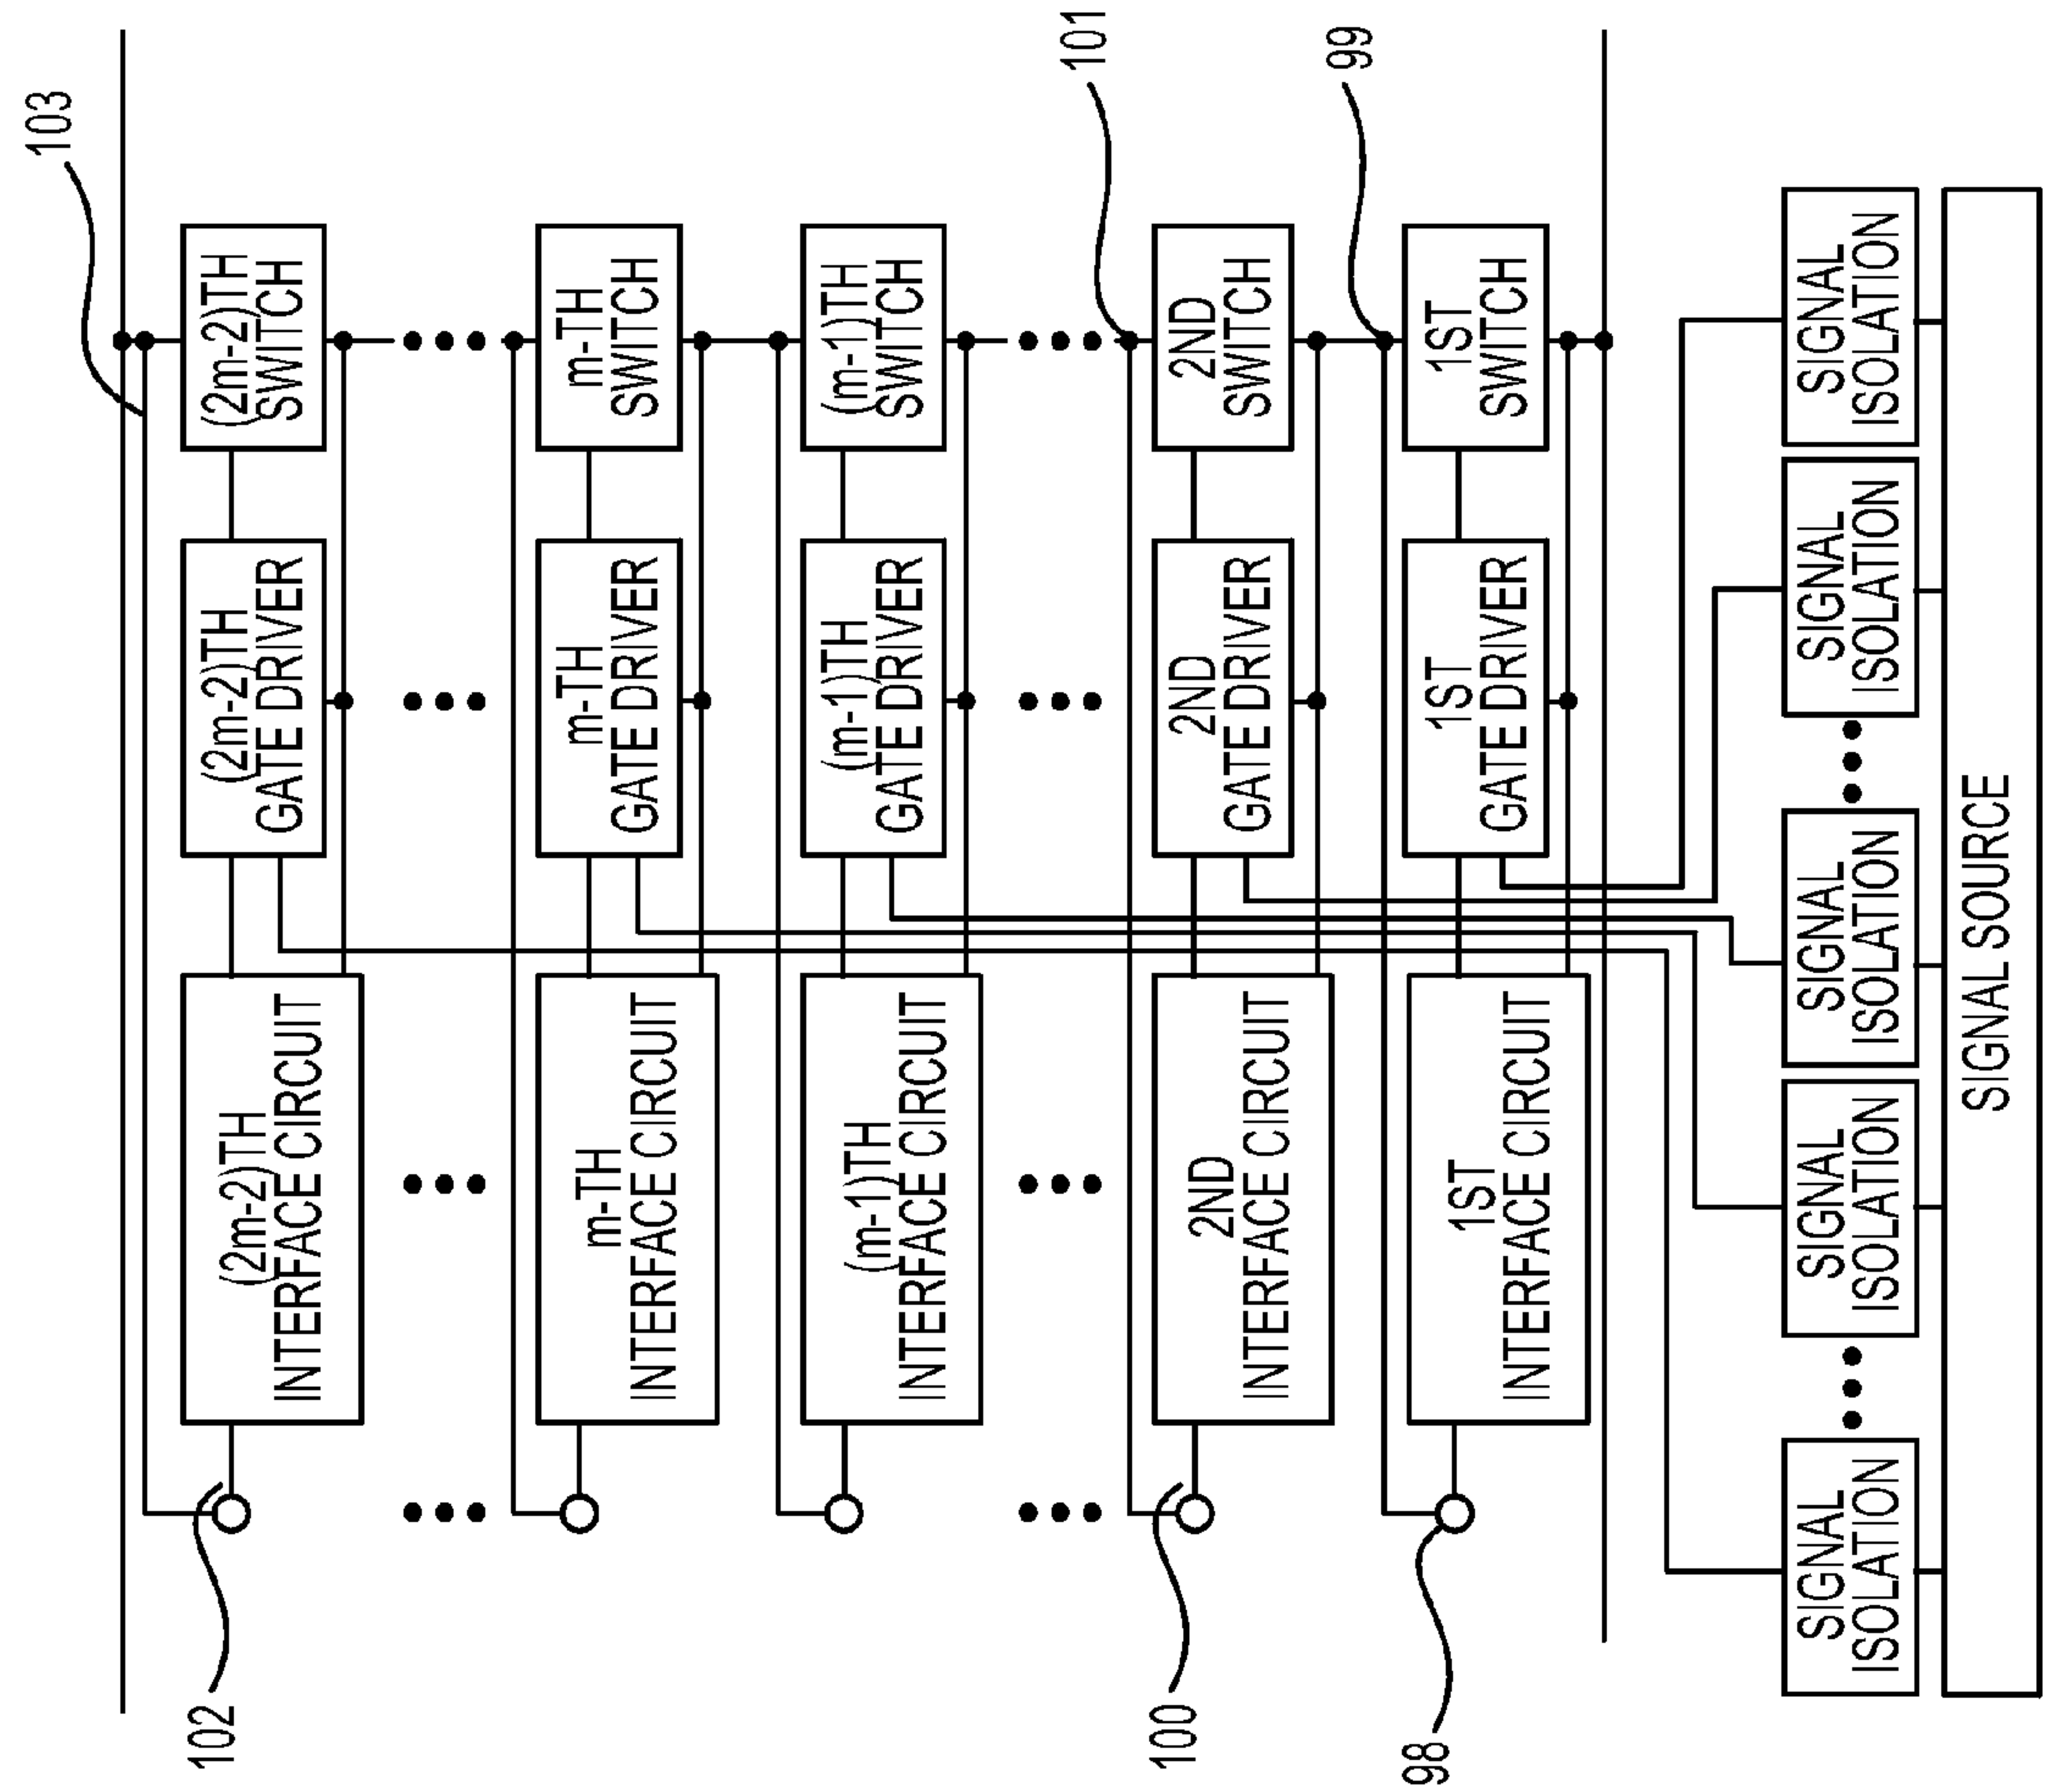 103
101
99
(2m-2)TH
SWITCH
m-TH
SWITCH
(m-1)TH
SWITCH
2ND
SWITCH
1ST
SWITCH
SIGNAL
ISOLATION
(2m-2)TH
GATE DRIVER
m-TH
GATE DRIVER
(m-1)TH
GATE DRIVER
2ND
GATE DRIVER
1ST
GATE DRIVER
SIGNAL
ISOLATION
SIGNAL
ISOLATION
SIGNAL SOURCE
(2m-2)TH
INTERFACE CIRCUIT
m-TH
INTERFACE CIRCUIT
(m-1)TH
INTERFACE CIRCUIT
2ND
INTERFACE CIRCUIT
1ST
INTERFACE CIRCUIT
SIGNAL
ISOLATION
SIGNAL
ISOLATION
102
100
98